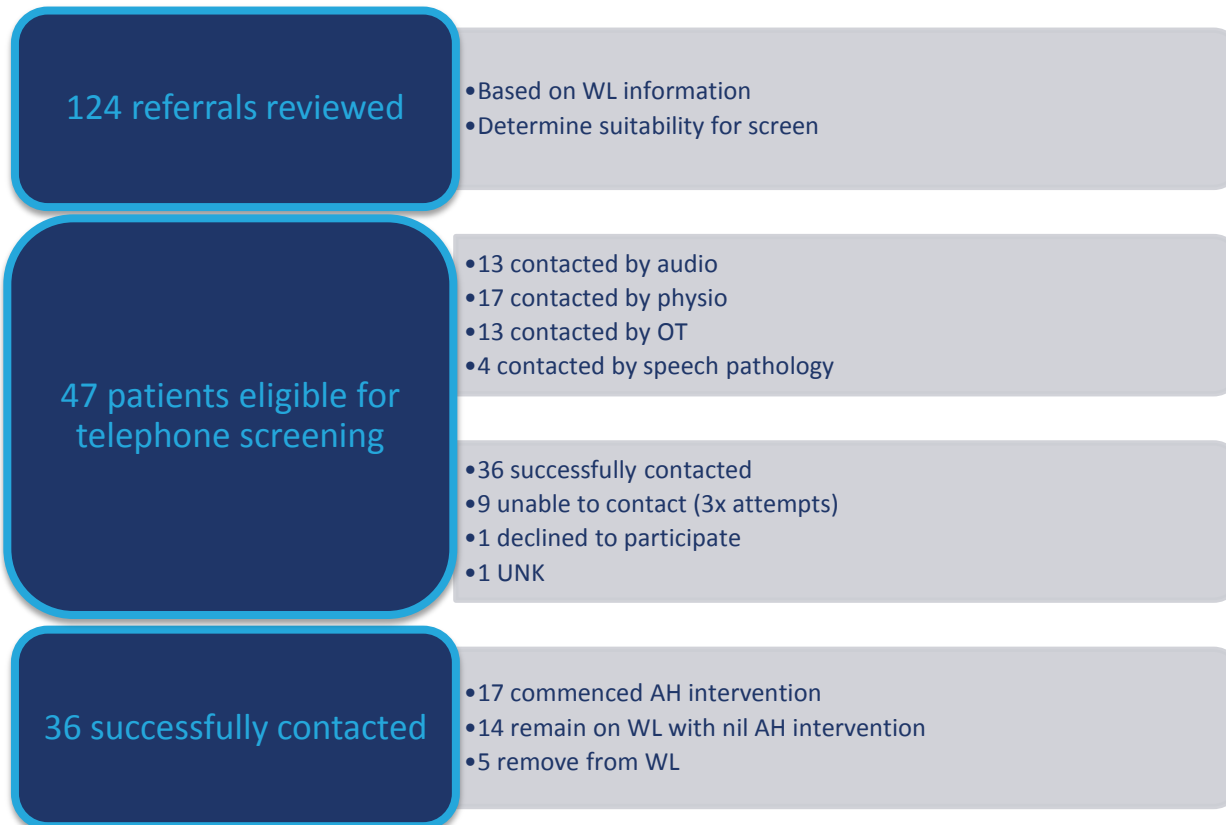 124 referrals reviewed
•Based on WL information
•Determine suitability for screen
47 patients eligible for
telephone screening
•13 contacted by audio
•17 contacted by physio
•13 contacted by OT
•4 contacted by speech pathology
•36 successfully contacted
•9 unable to contact (3x attempts)
•1 declined to participate
•1 UNK
36 successfully contacted
•17 commenced AH intervention
•14 remain on WL with nil AH intervention
•5 remove from WL